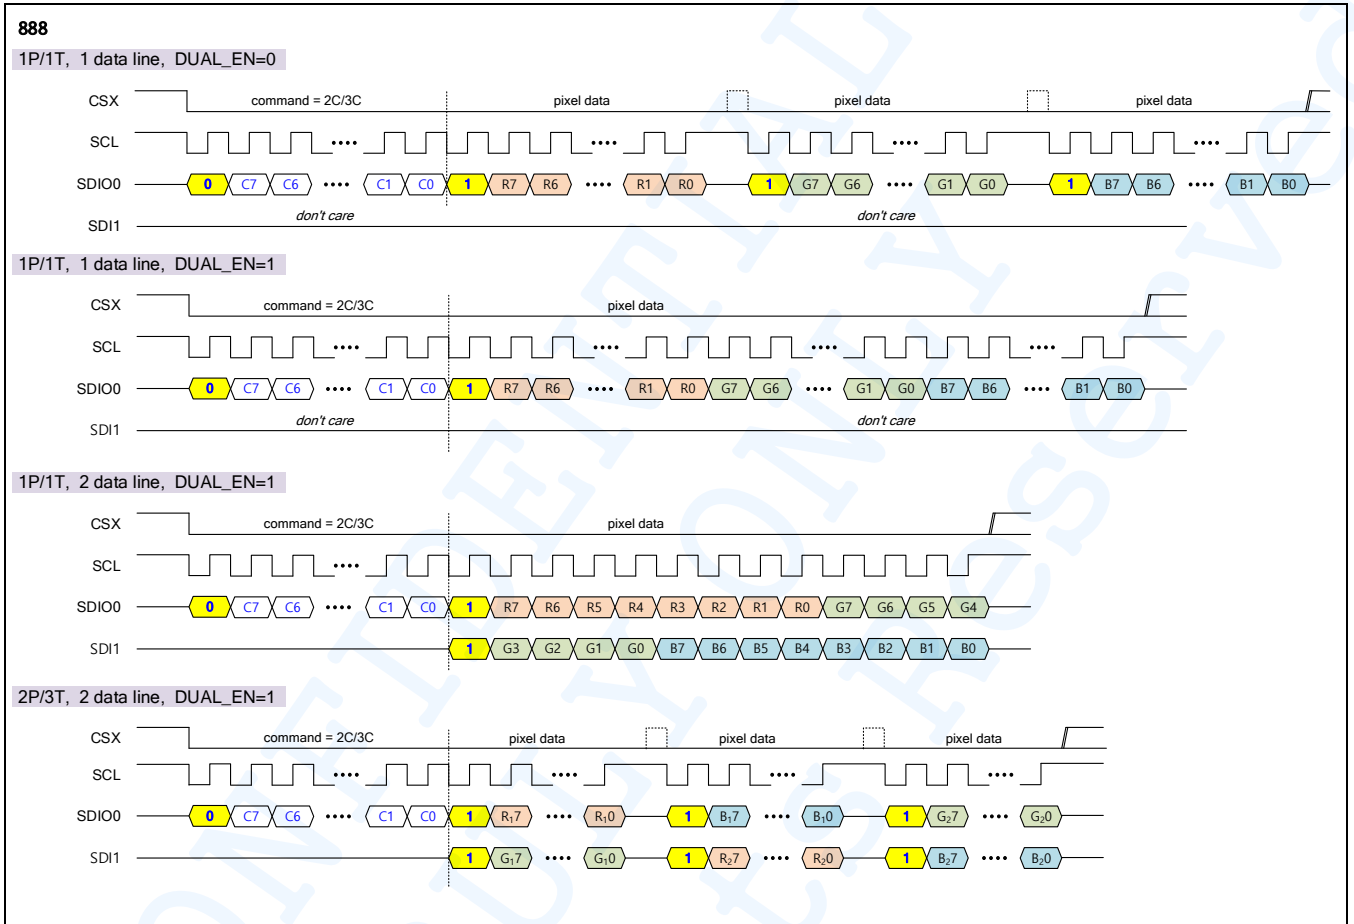 888
1P/1T, 1 data line, DUAL_EN=0
CSX command = 2C/3C pixel data pixel data pixel data
SCL •••• •••• •••• ••••
SDIO0 0 C7 C6 •••• C1 C0 1 R7 R6 •••• R1 R0 1 G7 G6 •••• G1 G0 1 B7 B6 •••• B1 B0
don't care don't care
SDI1
1P/1T, 1 data line, DUAL_EN=1
CSX command = 2C/3C pixel data
SCL •••• •••• •••• ••••
SDIO0 0 C7 C6 •••• C1 C0 1 R7 R6 •••• R1 R0 G7 G6 •••• G1 G0 B7 B6 •••• B1 B0
don't care don't care
SDI1
1P/1T, 2 data line, DUAL_EN=1
CSX command = 2C/3C pixel data
SCL ••••
SDIO0 0 C7 C6 •••• C1 C0 1 R7 R6 R5 R4 R3 R2 R1 R0 G7 G6 G5 G4
SDI1 1 G3 G2 G1 G0 B7 B6 B5 B4 B3 B2 B1 B0
2P/3T, 2 data line, DUAL_EN=1
CSX command = 2C/3C pixel data pixel data pixel data
SCL •••• •••• •••• ••••
SDIO0 0 C7 C6 •••• C1 C0 1 R₁7 •••• R₁0 1 B₁7 •••• B₁0 1 G₂7 •••• G₂0
SDI1 1 G₁7 •••• G₁0 1 R₂7 •••• R₂0 1 B₂7 •••• B₂0